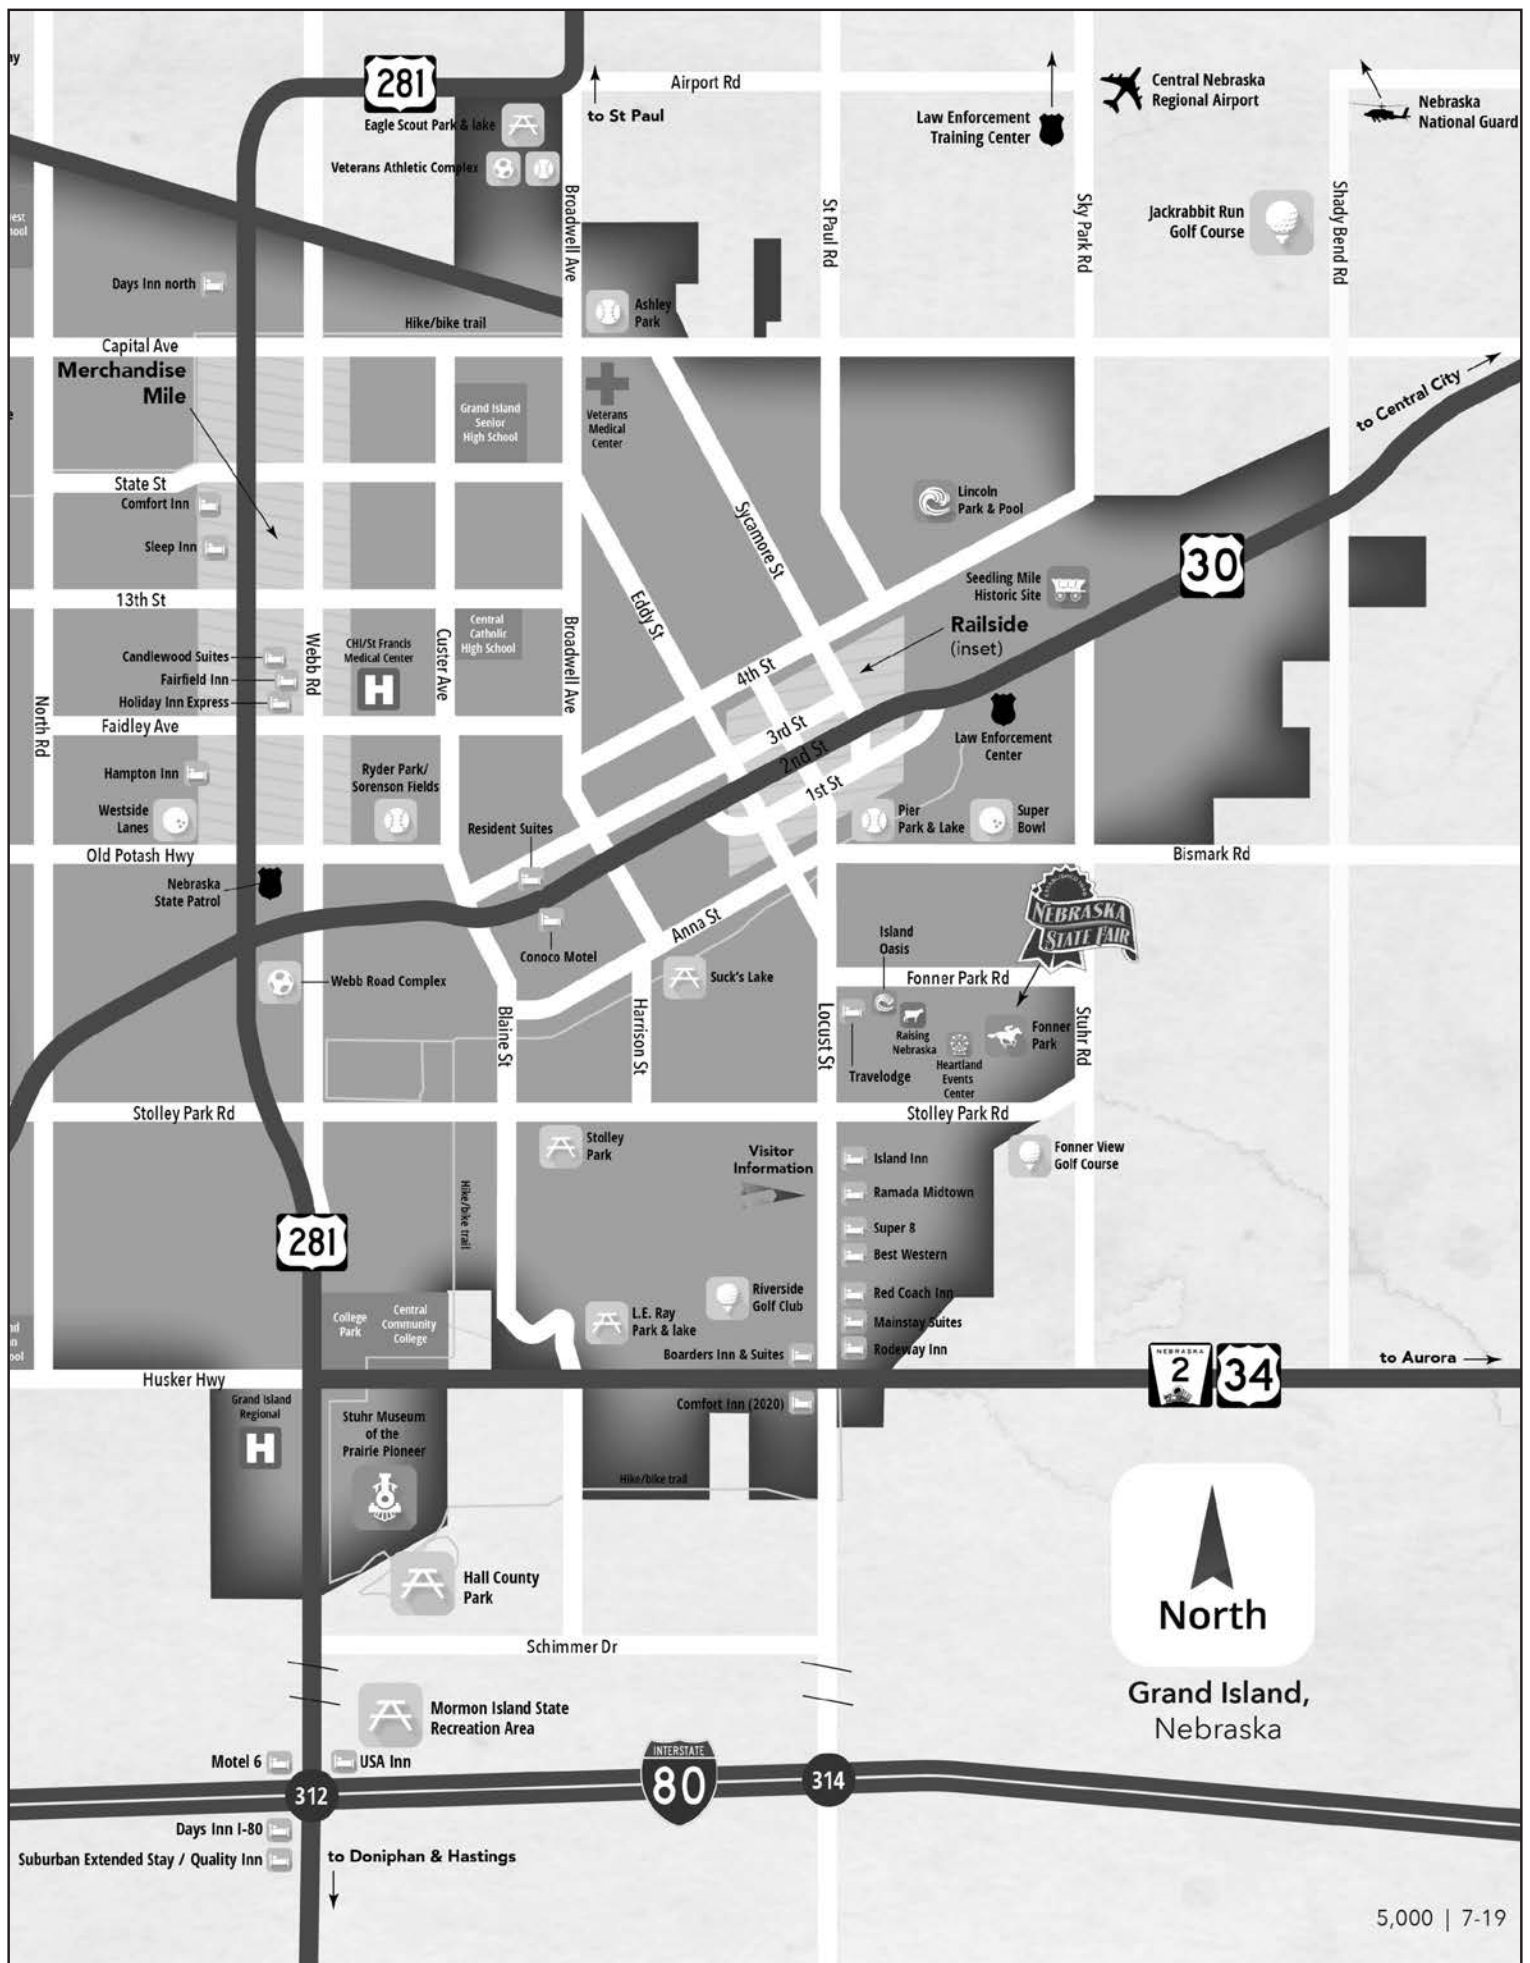 281
Airport Rd
to St Paul
Eagle Scout Park & lake
Veterans Athletic Complex
Law Enforcement
Training Center
Central Nebraska
Regional Airport
Nebraska
National Guard
Broadwell Ave
St Paul Rd
Sky Park Rd
Shady Bend Rd
Jackrabbit Run
Golf Course
Days Inn north
Ashley
Park
Hike/bike trail
Capital Ave
Merchandise
Mile
Grand Island
Senior
High School
Veterans
Medical
Center
to Central City
State St
Comfort Inn
Sleep Inn
Sycamore St
Lincoln
Park & Pool
30
Seedling Mile
Historic Site
13th St
Eddy St
Railside
(inset)
Webb Rd
CHI/St Francis
Medical Center
H
Custer Ave
Central
Catholic
High School
Broadwell Ave
Candlewood Suites
Fairfield Inn
Holiday Inn Express
4th St
3rd St
2nd St
1st St
North Rd
Faidley Ave
Law Enforcement
Center
Hampton Inn
Ryder Park/
Sorenson Fields
Westside
Lanes
Resident Suites
Pier
Park & Lake
Super
Bowl
Old Potash Hwy
Bismark Rd
Nebraska
State Patrol
NEBRASKA
STATE FAIR
Anna St
Island
Oasis
Conoco Motel
Webb Road Complex
Suck's Lake
Fonner Park Rd
Blaine St
Harrison St
Locust St
Stuhr Rd
Raising
Nebraska
Fonner
Park
Travelodge
Heartland
Events
Center
Stolley Park Rd
Stolley Park Rd
Stolley
Park
Visitor
Information
Island Inn
Fonner View
Golf Course
Hike/bike trail
Ramada Midtown
Super 8
281
Best Western
Riverside
Golf Club
Red Coach Inn
College
Park
Central
Community
College
L.E. Ray
Park & lake
Mainstay Suites
Boarders Inn & Suites
Rodeway Inn
NEBRASKA
2
34
to Aurora
Husker Hwy
Grand Island
Regional
H
Stuhr Museum
of the
Prairie Pioneer
Comfort Inn (2020)
Hike/bike trail
Hall County
Park
North
Schimmer Dr
Grand Island,
Nebraska
Mormon Island State
Recreation Area
Motel 6
USA Inn
INTERSTATE
80
312
314
Days Inn I-80
Suburban Extended Stay / Quality Inn
to Doniphan & Hastings
5,000 | 7-19